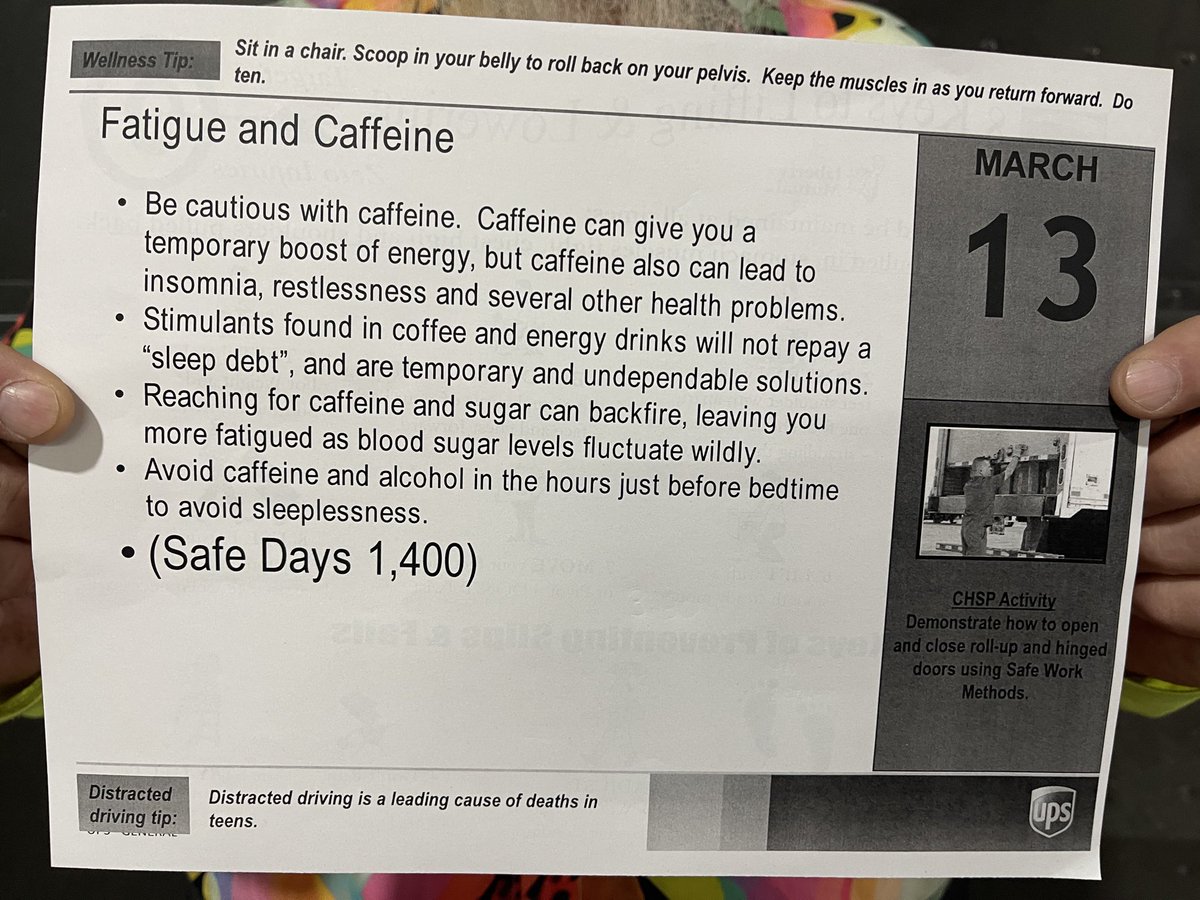 Wellness Tip:
Sit in a chair. Scoop in your belly to roll back on your pelvis.  Keep the muscles in as you return forward.  Do
ten.
Fatigue and Caffeine
• Be cautious with caffeine.  Caffeine can give you a
temporary boost of energy, but caffeine also can lead to
insomnia, restlessness and several other health problems.
• Stimulants found in coffee and energy drinks will not repay a
“sleep debt”, and are temporary and undependable solutions.
• Reaching for caffeine and sugar can backfire, leaving you
more fatigued as blood sugar levels fluctuate wildly.
• Avoid caffeine and alcohol in the hours just before bedtime
to avoid sleeplessness.
• (Safe Days 1,400)
MARCH
13
CHSP Activity
Demonstrate how to open
and close roll-up and hinged
doors using Safe Work
Methods.
Distracted
driving tip:
Distracted driving is a leading cause of deaths in
teens.
ups